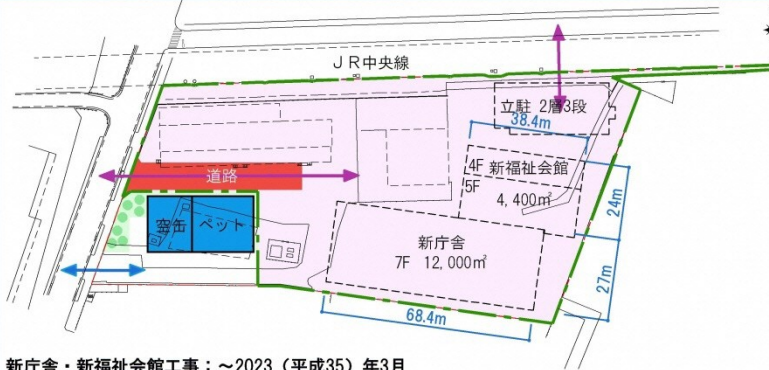 JR中央線
立駐 2層3段
38.4m
道路
4F 新福祉会館
5F
4,400㎡
24m
空缶 ペット
新庁舎
7F 12,000㎡
27m
68.4m
新庁舎・新福祉会館工事：～2023（平成35）年3月